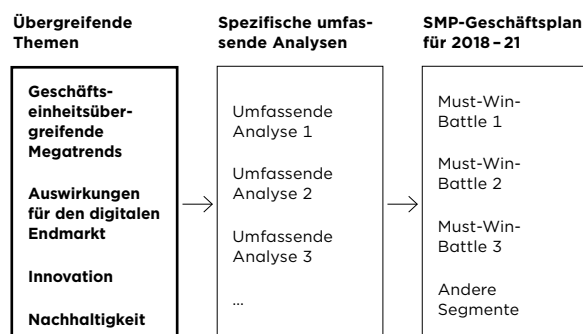 Übergreifende
Themen
Geschäfts-
einheitsüber-
greifende
Megatrends
Auswirkungen
für den digitalen
Endmarkt
Innovation
Nachhaltigkeit
Spezifische umfas-
sende Analysen
Umfassende
Analyse 1
Umfassende
Analyse 2
Umfassende
Analyse 3
...
SMP-Geschäftsplan
für 2018 – 21
Must-Win-
Battle 1
Must-Win-
Battle 2
Must-Win-
Battle 3
Andere
Segmente